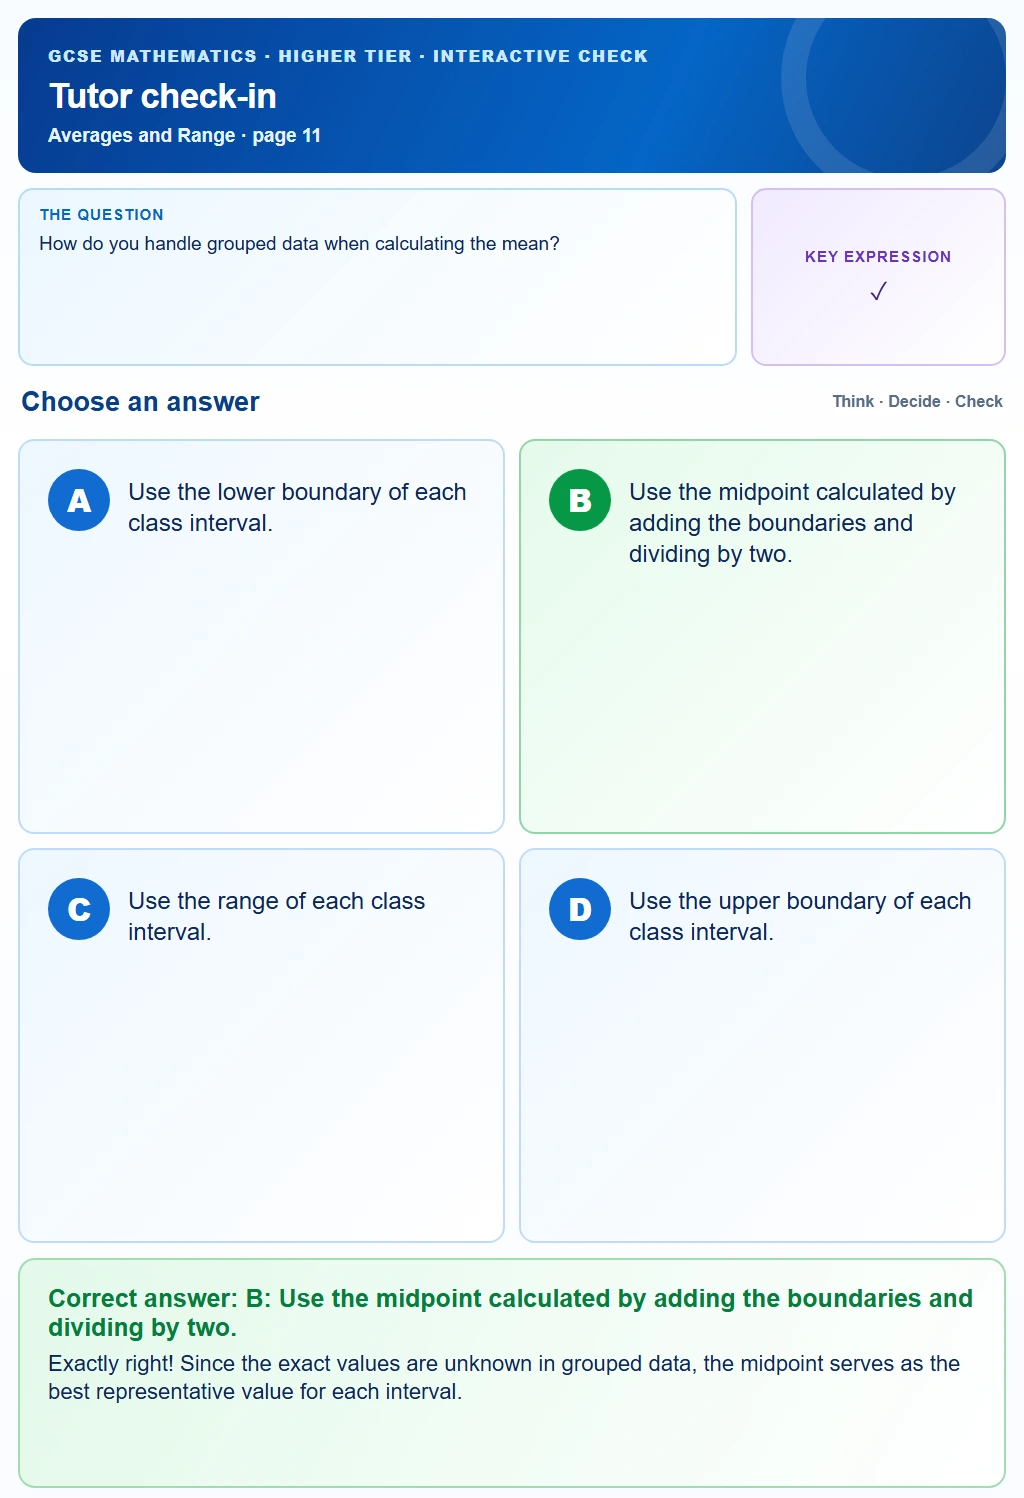 GCSE MATHEMATICS · HIGHER TIER · INTERACTIVE CHECK
Tutor check-in
Averages and Range · page 11
THE QUESTION
How do you handle grouped data when calculating the mean?
KEY EXPRESSION
✓
Choose an answer
Think · Decide · Check
A
Use the lower boundary of each
class interval.
B
Use the midpoint calculated by
adding the boundaries and
dividing by two.
C
Use the range of each class
interval.
D
Use the upper boundary of each
class interval.
Correct answer: B: Use the midpoint calculated by adding the boundaries and
dividing by two.
Exactly right! Since the exact values are unknown in grouped data, the midpoint serves as the
best representative value for each interval.